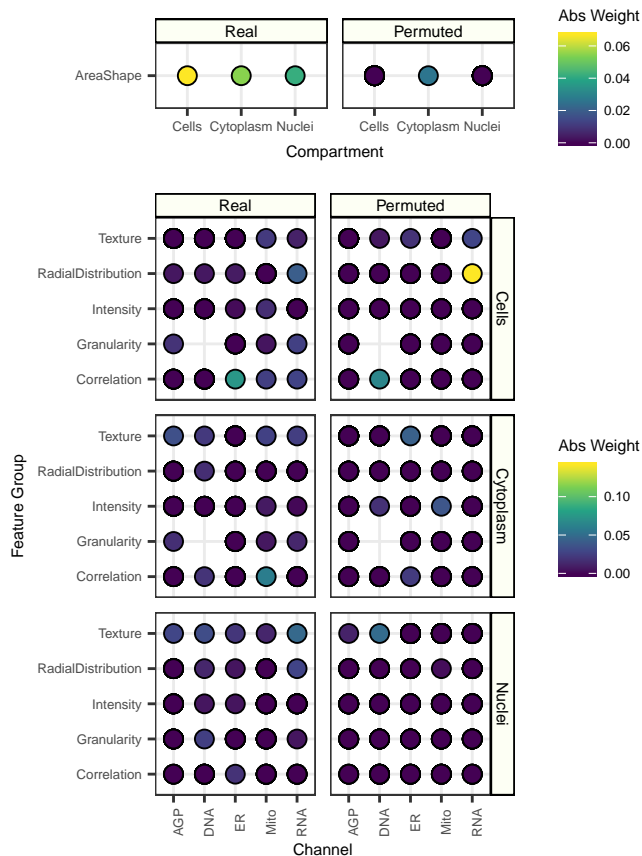 Real Permuted
AreaShape
Cells Cytoplasm Nuclei Cells Cytoplasm Nuclei
Compartment
Abs Weight
0.06
0.04
0.02
0.00
Real Permuted
Texture
RadialDistribution
Intensity
Granularity
Correlation
Cells
Texture
RadialDistribution
Intensity
Granularity
Correlation
Cytoplasm
Texture
RadialDistribution
Intensity
Granularity
Correlation
Nuclei
Feature Group
AGP DNA ER Mito RNA AGP DNA ER Mito RNA
Channel
Abs Weight
0.10
0.05
0.00